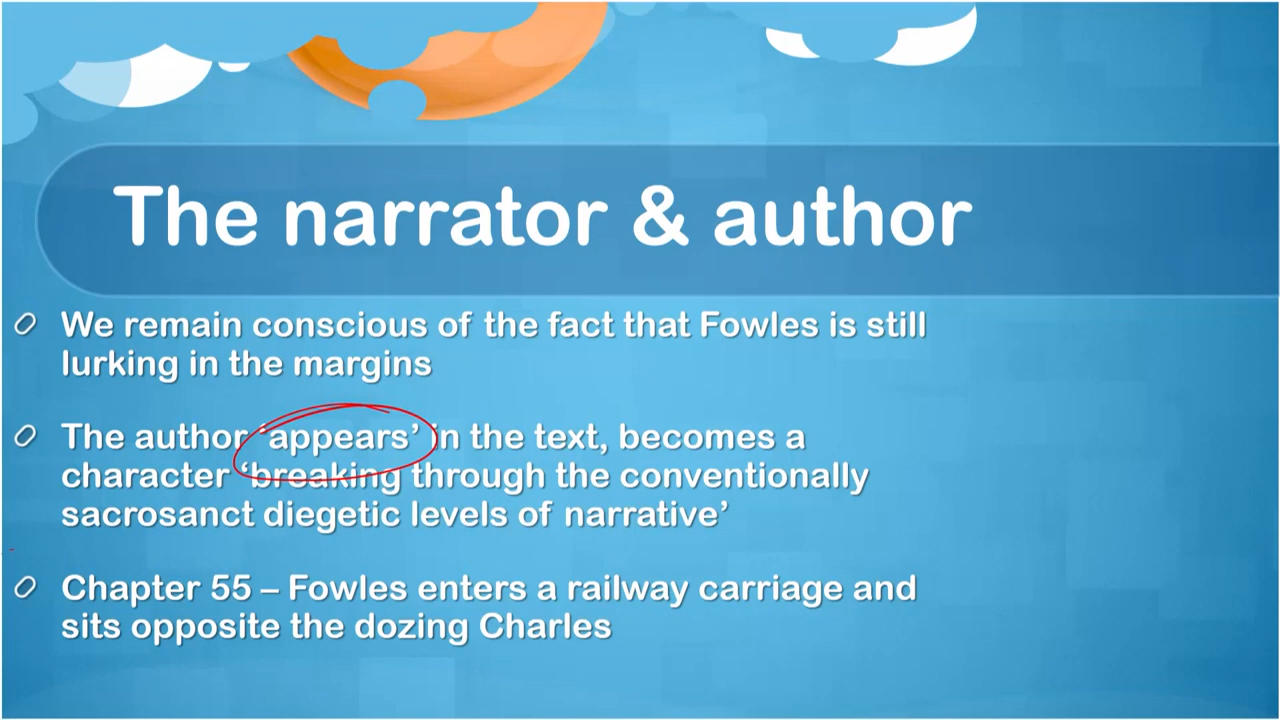 The narrator & author
We remain conscious of the fact that Fowles is still
lurking in the margins
The author ‘appears’ in the text, becomes a
character ‘breaking through the conventionally
sacrosanct diegetic levels of narrative’
Chapter 55 – Fowles enters a railway carriage and
sits opposite the dozing Charles